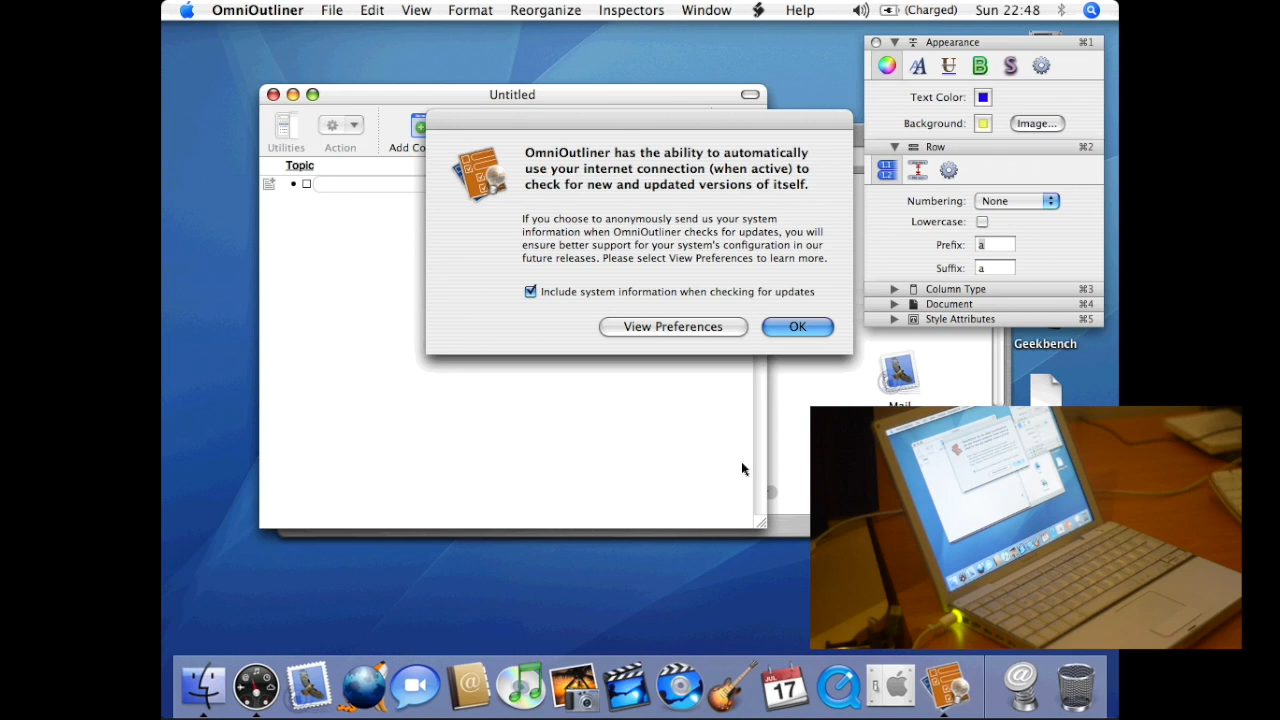 OmniOutliner File Edit View Format Reorganize Inspectors Window Help (Charged) Sun 22:48
Appearance ⌘1
Text Color:
Background: Image...
Row ⌘2
Numbering: None
Lowercase:
Prefix: a
Suffix: a
Column Type ⌘3
Document ⌘4
Style Attributes ⌘5
Untitled
Utilities Action Add Co
Topic
OmniOutliner has the ability to automatically
use your internet connection (when active) to
check for new and updated versions of itself.
If you choose to anonymously send us your system
information when OmniOutliner checks for updates, you will
ensure better support for your system's configuration in our
future releases. Please select View Preferences to learn more.
Include system information when checking for updates
View Preferences OK
Geekbench
Mail
JUL
17